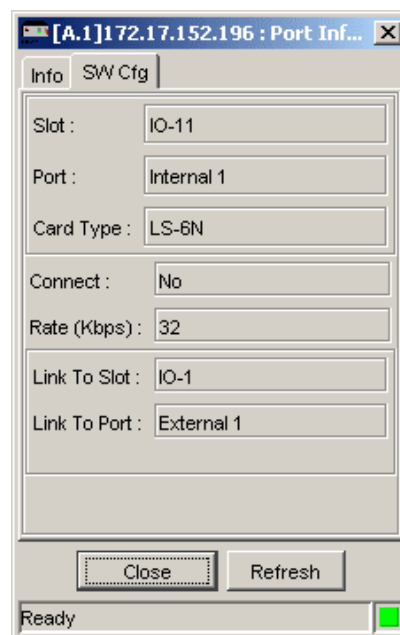 [A.1]172.17.152.196 : Port Inf...
Info SW Cfg
Slot : IO-11
Port : Internal 1
Card Type : LS-6N
Connect : No
Rate (Kbps) : 32
Link To Slot : IO-1
Link To Port : External 1
Close Refresh
Ready